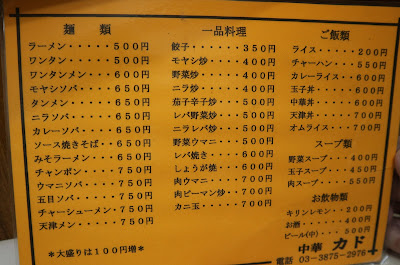 麺類
ラーメン・・・・・500円
ワンタン・・・・・500円
ワンタンメン・・・・600円
モヤシソバ・・・・650円
タンメン・・・・・650円
ニラソバ・・・・・650円
カレーソバ・・・・650円
ソース焼きそば・・650円
みそラーメン・・・650円
チャンポン・・・・750円
ウマニソバ・・・・750円
五目ソバ・・・・・750円
チャーシューメン・・750円
天津メン・・・・・750円
*大盛りは100円増*
一品料理
餃子・・・・・350円
モヤシ炒・・・・400円
野菜炒・・・・・400円
ニラ炒・・・・・400円
茄子辛子炒・・・500円
レバ野菜炒・・・500円
ニラレバ炒・・・500円
野菜ウマニ・・・500円
レバ焼き・・・・600円
しょうが焼・・・600円
肉ウマニ・・・・700円
肉ピーマン炒・・700円
カニ玉・・・・・700円
ご飯類
ライス・・・・・200円
チャーハン・・・550円
カレーライス・・600円
玉子丼・・・・・600円
中華丼・・・・・600円
天津丼・・・・・700円
オムライス・・・700円
スープ類
野菜スープ・・・400円
玉子スープ・・・450円
肉スープ・・・・550円
お飲物類
キリンレモン・・200円
お酒・・・・・・400円
ビール(中)・・・500円
中華 カド
電話 03-3875-2976